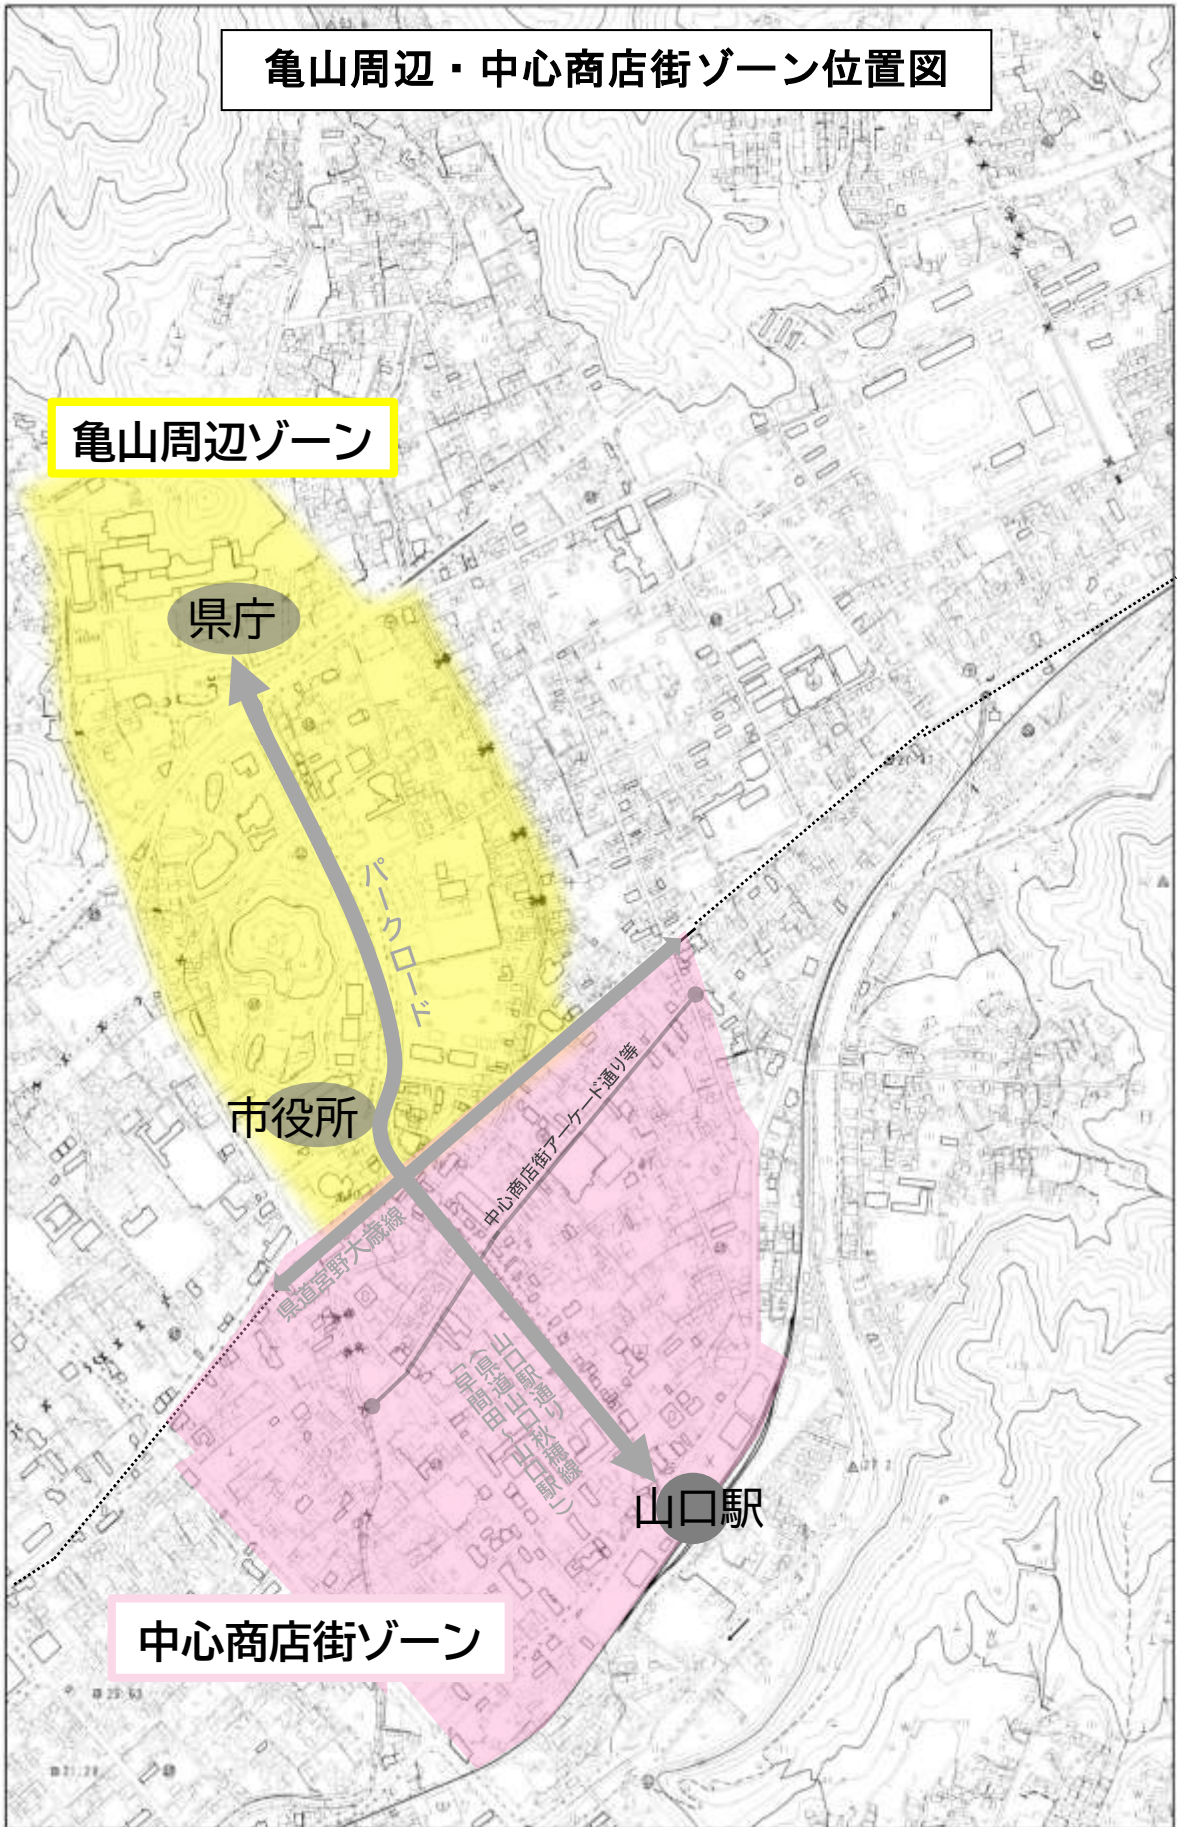 亀山周辺・中心商店街ゾーン位置図
亀山周辺ゾーン
県庁
パークロード
市役所
中心商店街アーケード通り等
県道宮野大歳線
山口駅
中心商店街ゾーン